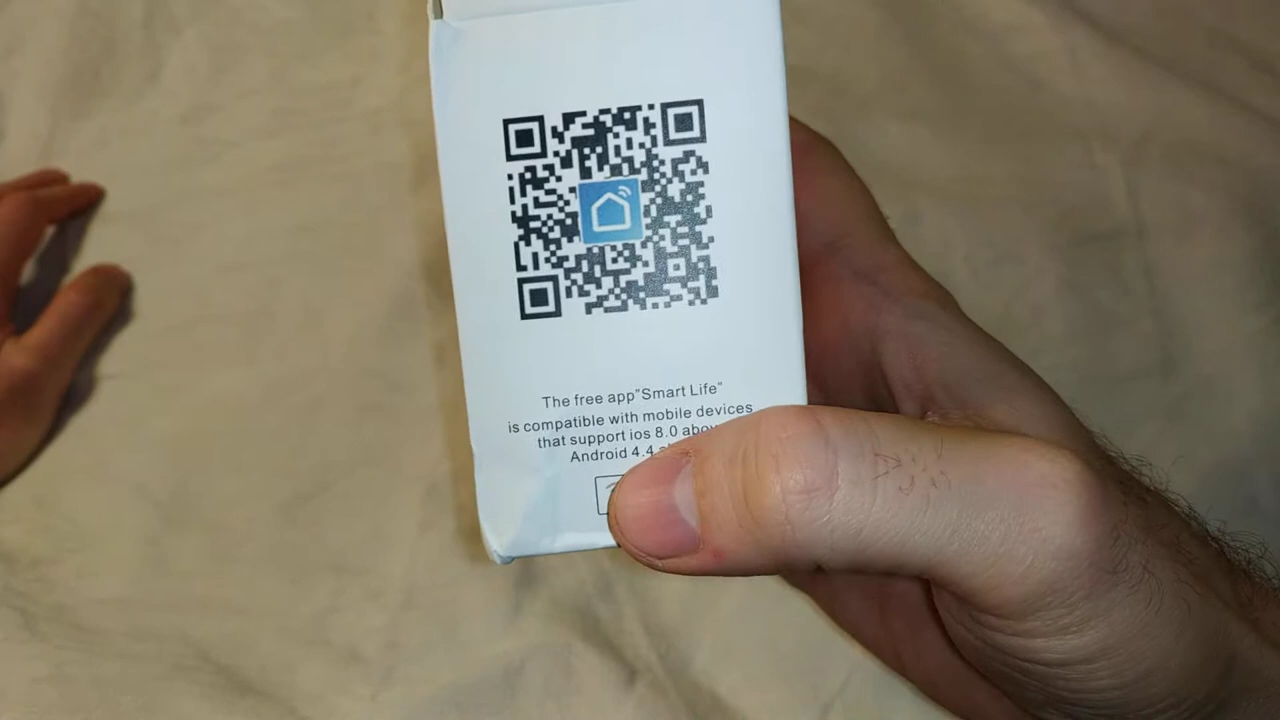 The free app"Smart Life"
is compatible with mobile devices
that support ios 8.0
Android 4.4